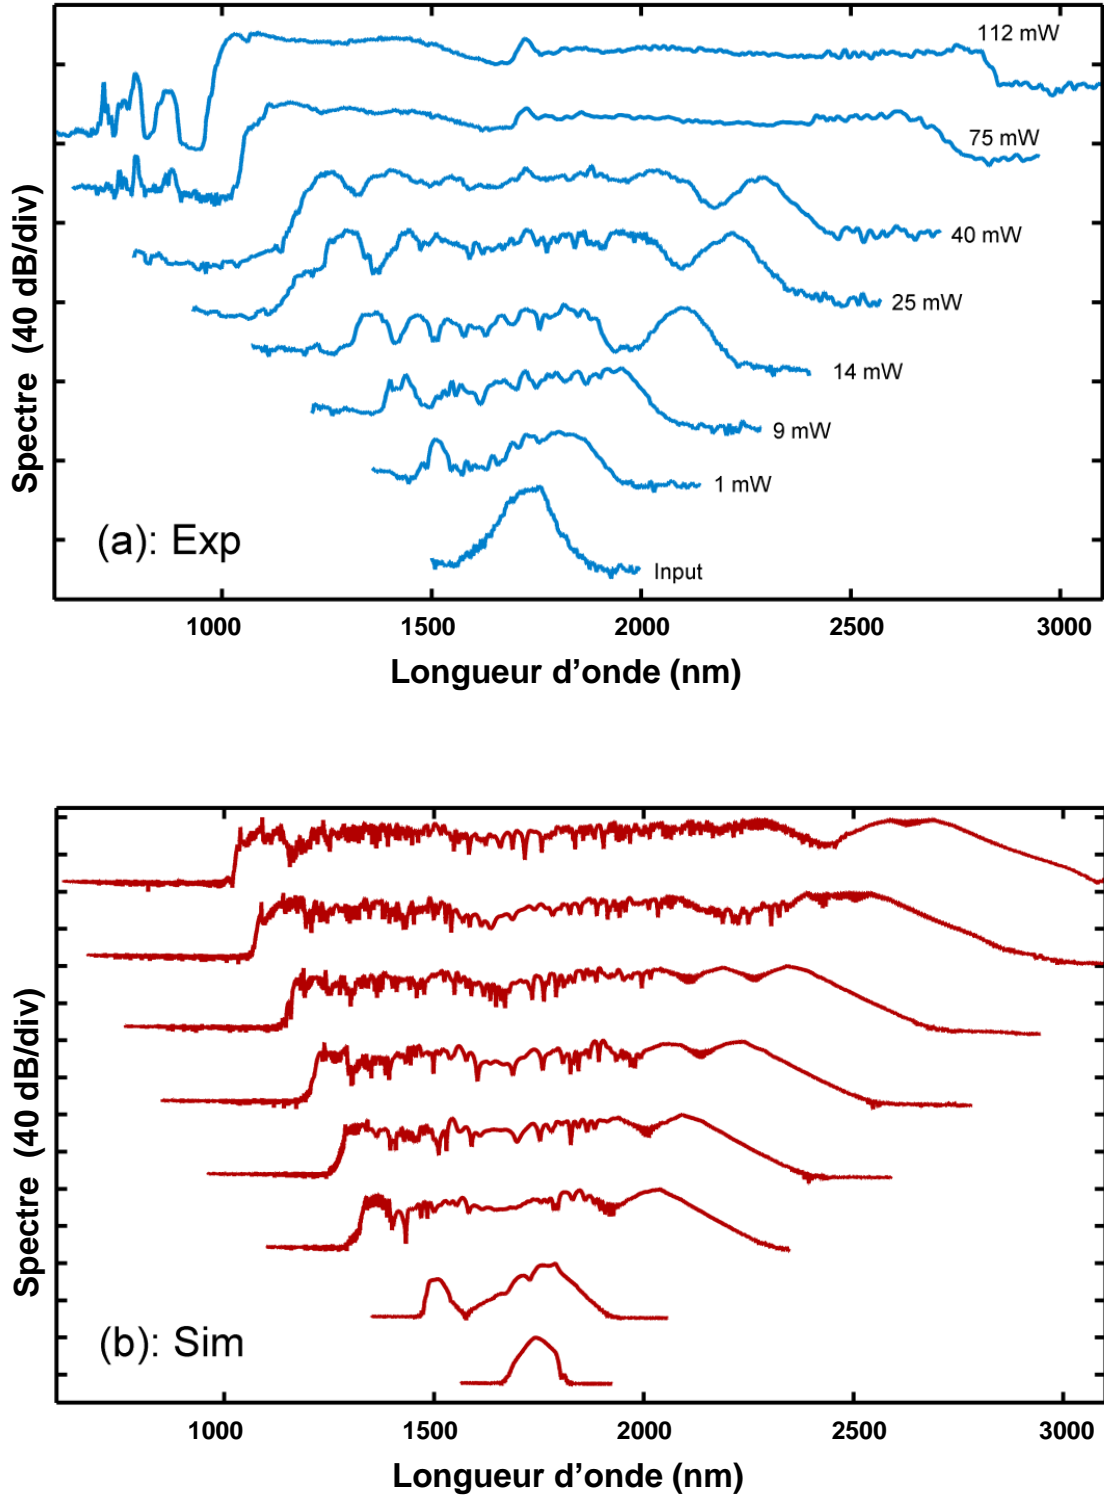 112 mW
75 mW
40 mW
25 mW
14 mW
9 mW
1 mW
Input
(a): Exp
Spectre (40 dB/div)
1000 1500 2000 2500 3000
Longueur d’onde (nm)
(b): Sim
Spectre (40 dB/div)
1000 1500 2000 2500 3000
Longueur d’onde (nm)